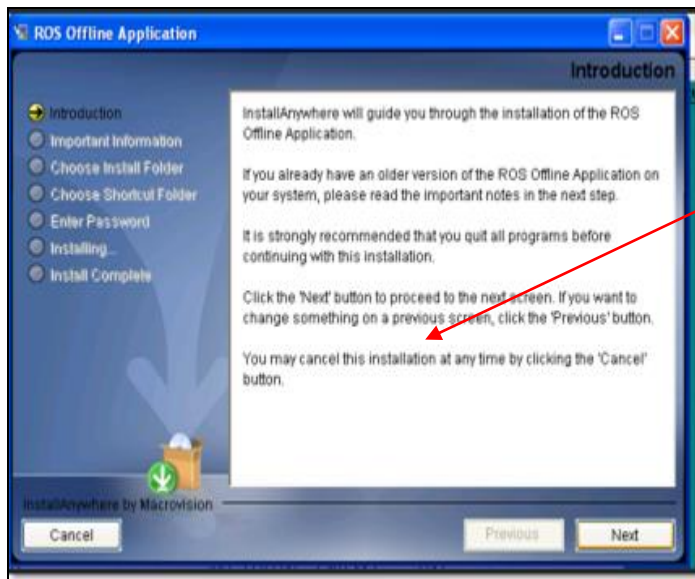 ROS Offline Application
Introduction
Introduction
Important Information
Choose Install Folder
Choose Shortcut Folder
Enter Password
Installing...
Install Complete
InstallAnywhere will guide you through the installation of the ROS
Offline Application.
If you already have an older version of the ROS Offline Application on
your system, please read the important notes in the next step.
It is strongly recommended that you quit all programs before
continuing with this installation.
Click the 'Next' button to proceed to the next screen. If you want to
change something on a previous screen, click the 'Previous' button.
You may cancel this installation at any time by clicking the 'Cancel'
button.
InstallAnywhere by Macrovision
Cancel
Previous
Next